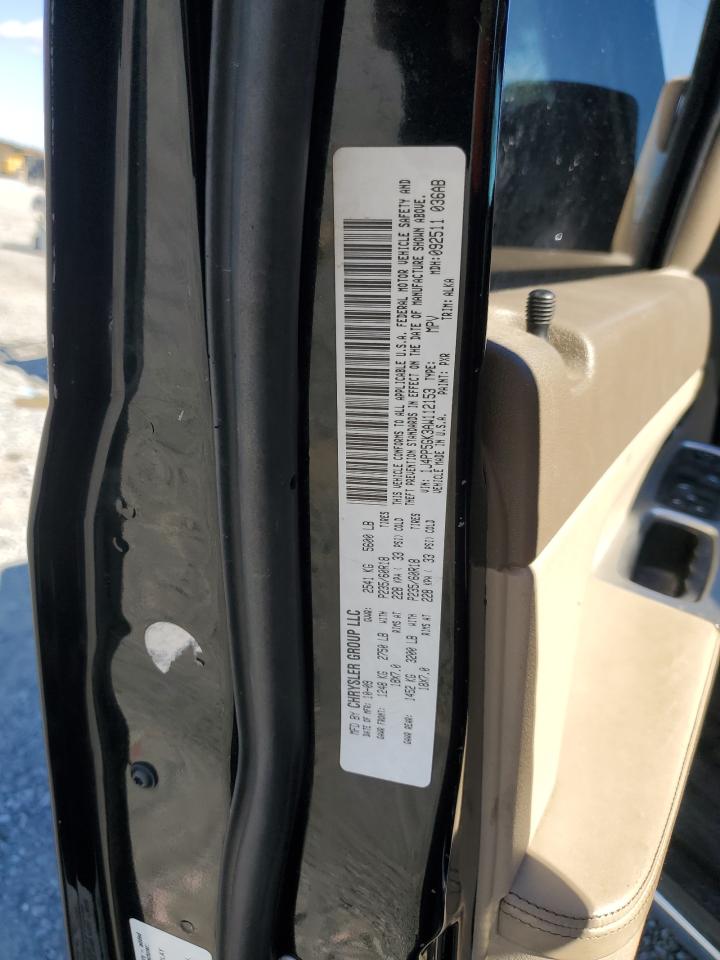 MFD BY CHRYSLER GROUP LLC
DATE OF MFR: 10-09 GVWR: 2541 KG 5600 LB
GAWR FRONT: 1248 KG 2750 LB WITH P235/60R18 TIRES
18X7.0 RIMS AT 228 KPA ( 33 PSI) COLD
GAWR REAR: 1452 KG 3200 LB WITH P235/60R18 TIRES
18X7.0 RIMS AT 228 KPA ( 33 PSI) COLD
THIS VEHICLE CONFORMS TO ALL APPLICABLE U.S.A. FEDERAL MOTOR VEHICLE SAFETY AND
THEFT PREVENTION STANDARDS IN EFFECT ON THE DATE OF MANUFACTURE SHOWN ABOVE.
VIN: 1J4PP5GK3AW112153 TYPE: MPV MDH:092511 036AB
VEHICLE MADE IN U.S.A. PAINT: PXR TRIM: ALKA